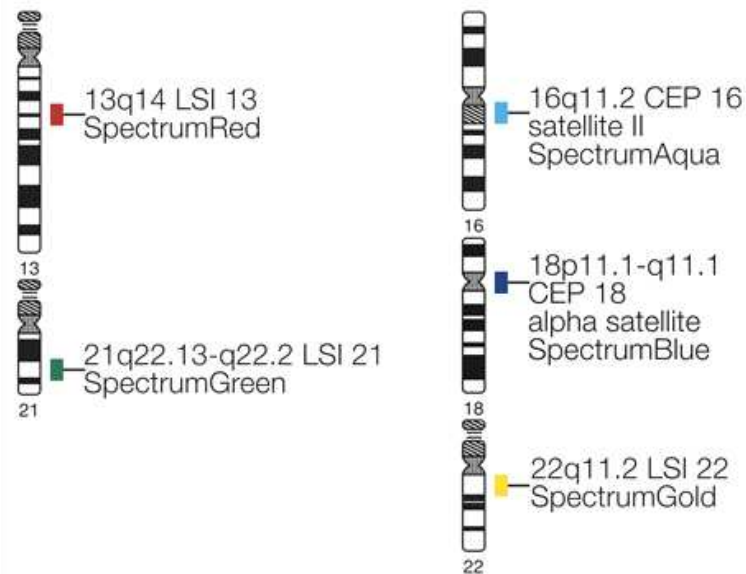 13q14 LSI 13
SpectrumRed
13
21q22.13-q22.2 LSI 21
SpectrumGreen
21
16q11.2 CEP 16
satellite II
SpectrumAqua
16
18p11.1-q11.1
CEP 18
alpha satellite
SpectrumBlue
18
22q11.2 LSI 22
SpectrumGold
22